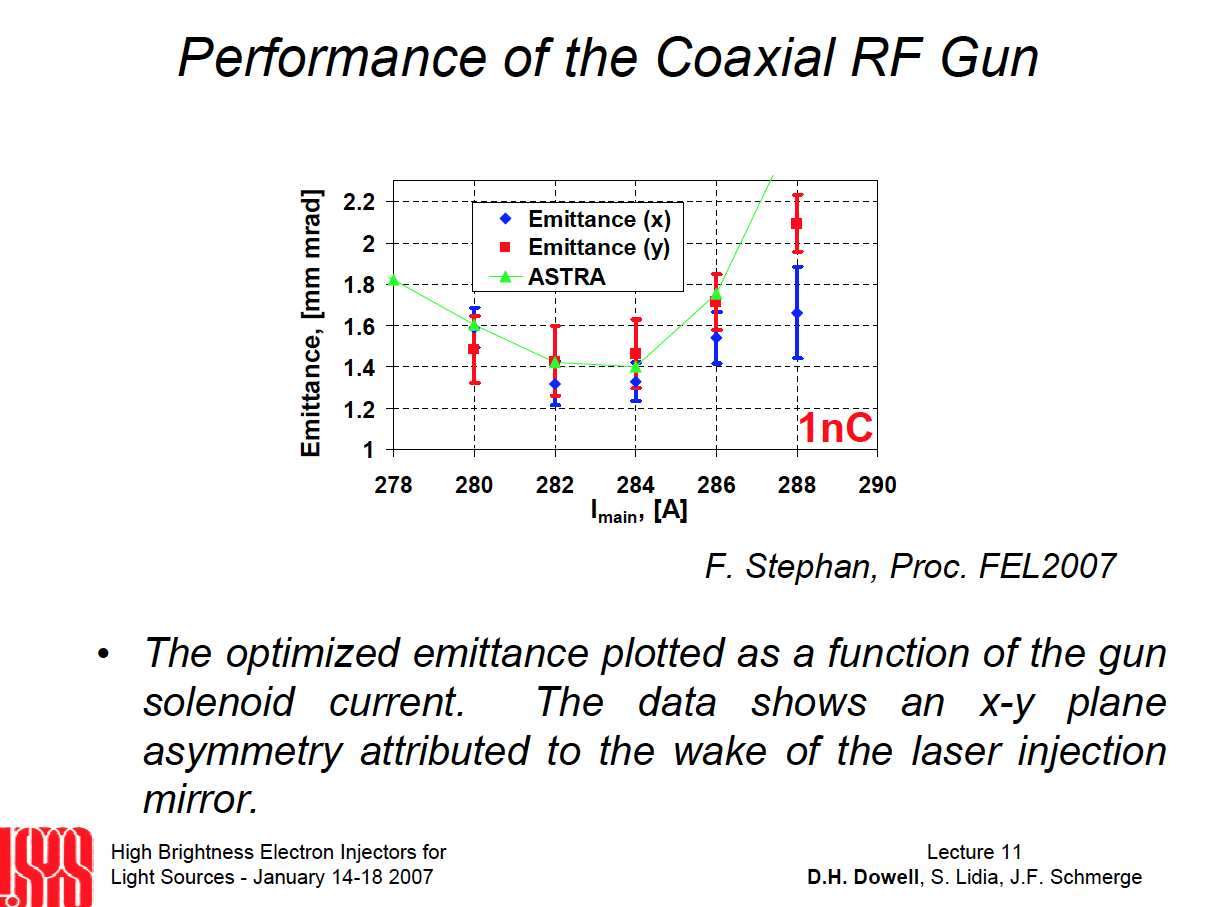 Performance of the Coaxial RF Gun
Emittance, [mm mrad]
2.2
2
1.8
1.6
1.4
1.2
1
Emittance (x)
Emittance (y)
ASTRA
1nC
278 280 282 284 286 288 290
Imain, [A]
F. Stephan, Proc. FEL2007
• The optimized emittance plotted as a function of the gun
solenoid current. The data shows an x-y plane
asymmetry attributed to the wake of the laser injection
mirror.
High Brightness Electron Injectors for
Light Sources - January 14-18 2007
Lecture 11
D.H. Dowell, S. Lidia, J.F. Schmerge